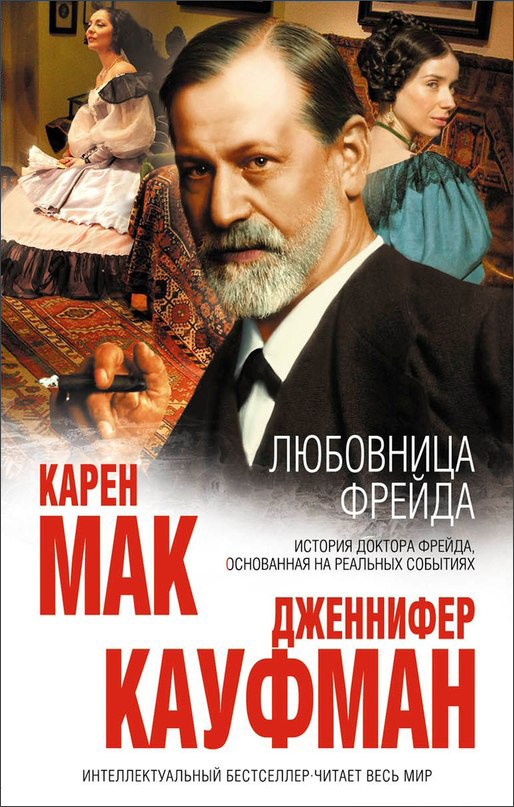 ЛЮБОВНИЦА
ФРЕЙДА
КАРЕН
МАК
ИСТОРИЯ ДОКТОРА ФРЕЙДА,
ОСНОВАННАЯ НА РЕАЛЬНЫХ СОБЫТИЯХ
ДЖЕННИФЕР
КАУФМАН
ИНТЕЛЛЕКТУАЛЬНЫЙ БЕСТСЕЛЛЕР·ЧИТАЕТ ВЕСЬ МИР